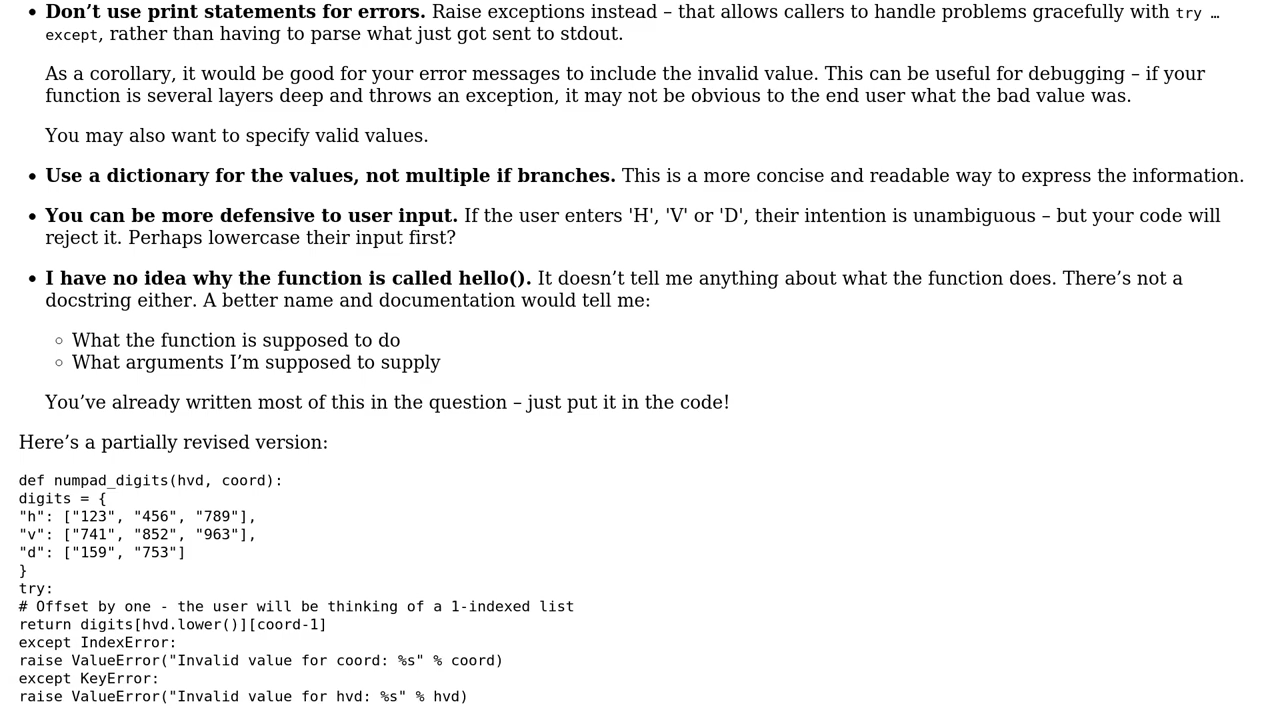 • Don’t use print statements for errors. Raise exceptions instead – that allows callers to handle problems gracefully with try …
except, rather than having to parse what just got sent to stdout.
As a corollary, it would be good for your error messages to include the invalid value. This can be useful for debugging – if your
function is several layers deep and throws an exception, it may not be obvious to the end user what the bad value was.
You may also want to specify valid values.
• Use a dictionary for the values, not multiple if branches. This is a more concise and readable way to express the information.
• You can be more defensive to user input. If the user enters 'H', 'V' or 'D', their intention is unambiguous – but your code will
reject it. Perhaps lowercase their input first?
• I have no idea why the function is called hello(). It doesn’t tell me anything about what the function does. There’s not a
docstring either. A better name and documentation would tell me:
◦ What the function is supposed to do
◦ What arguments I’m supposed to supply
You’ve already written most of this in the question – just put it in the code!
Here’s a partially revised version:
def numpad_digits(hvd, coord):
digits = {
"h": ["123", "456", "789"],
"v": ["741", "852", "963"],
"d": ["159", "753"]
}
try:
# Offset by one - the user will be thinking of a 1-indexed list
return digits[hvd.lower()][coord-1]
except IndexError:
raise ValueError("Invalid value for coord: %s" % coord)
except KeyError:
raise ValueError("Invalid value for hvd: %s" % hvd)